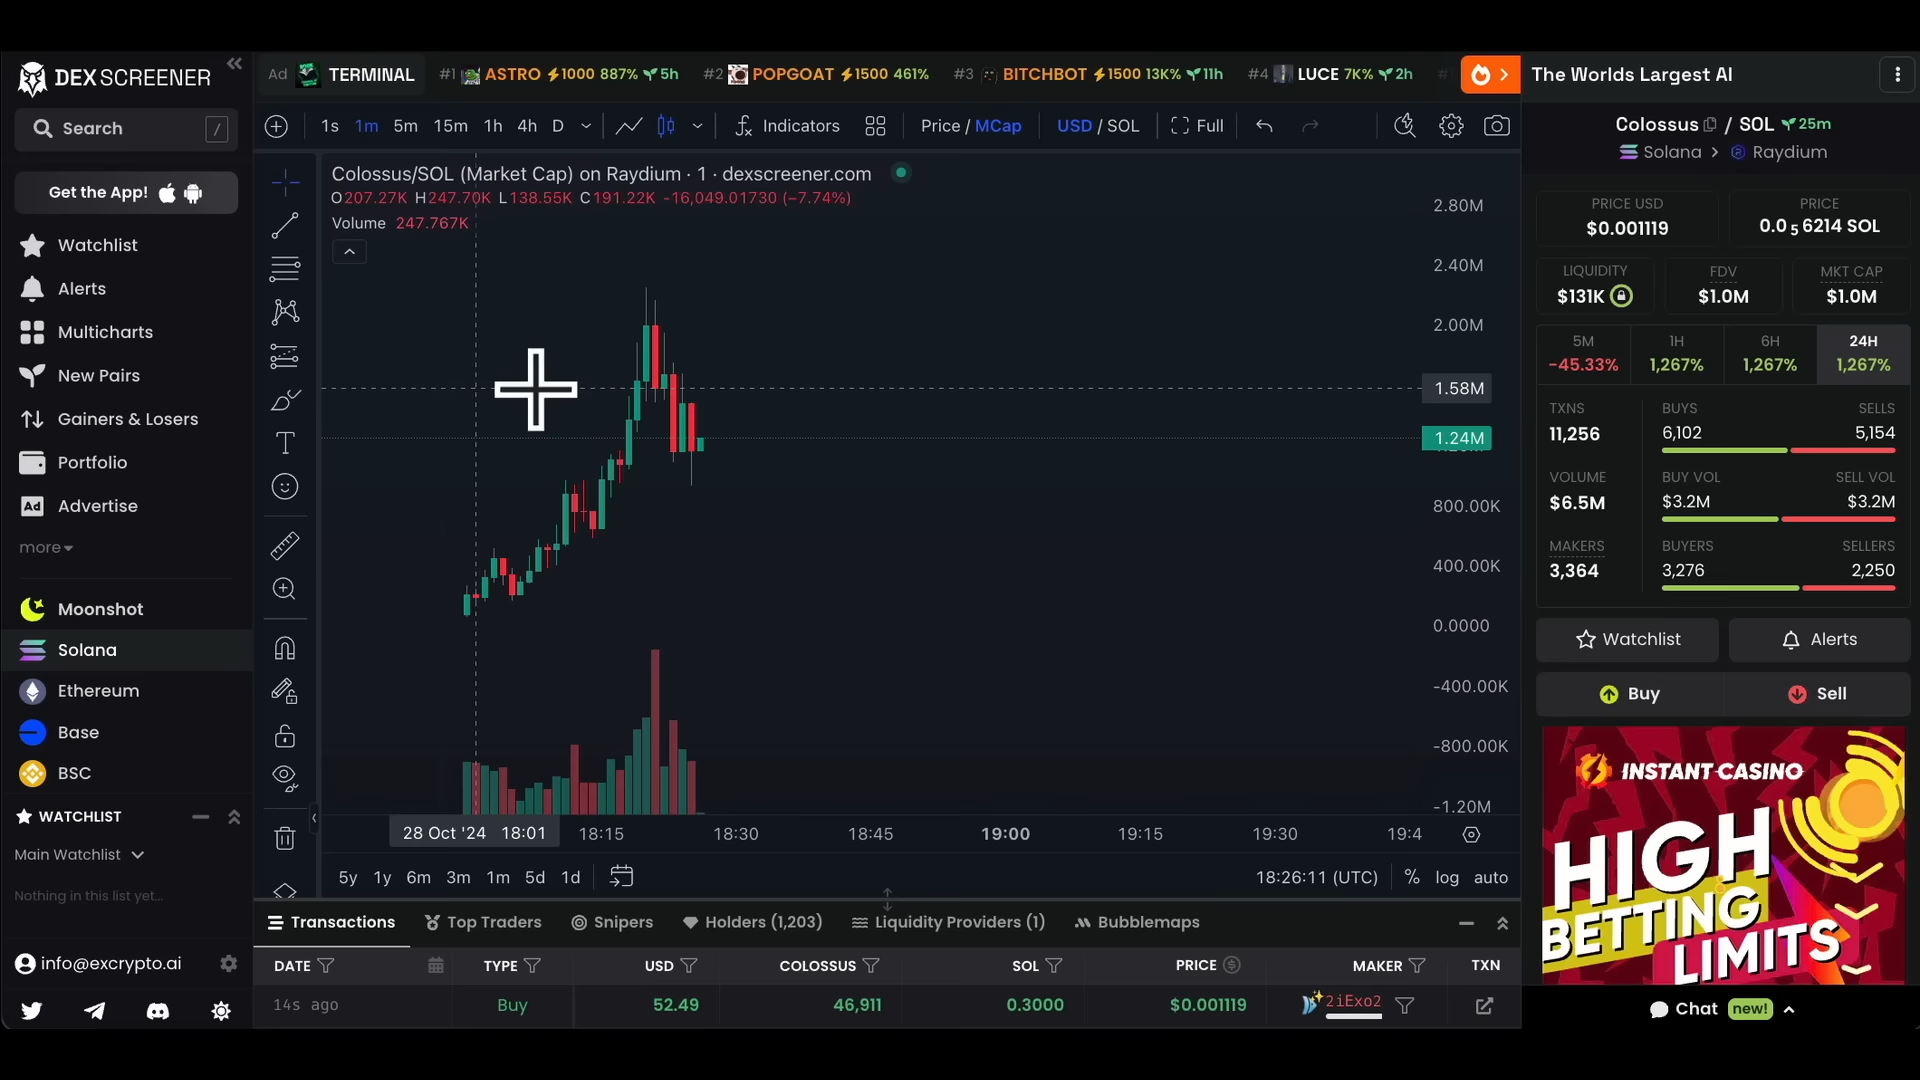 DEX SCREENER
Search /
Get the App!
Watchlist
Alerts
Multicharts
New Pairs
Gainers & Losers
Portfolio
Ad Advertise
more
Moonshot
Solana
Ethereum
Base
BSC
WATCHLIST
Main Watchlist
Nothing in this list yet...
info@excrypto.ai
Ad TERMINAL #1 ASTRO 1000 887% 5h #2 POPGOAT 1500 461% #3 BITCHBOT 1500 13K% 11h #4 LUCE 7K% 2h
1s 1m 5m 15m 1h 4h D Indicators Price / MCap USD / SOL Full
Colossus/SOL (Market Cap) on Raydium · 1 · dexscreener.com
O207.27K H247.70K L138.55K C191.22K -16,049.01730 (−7.74%)
Volume 247.767K
2.80M
2.40M
2.00M
1.58M
1.24M
800.00K
400.00K
0.0000
-400.00K
-800.00K
-1.20M
28 Oct '24 18:01 18:15 18:30 18:45 19:00 19:15 19:30 19:4
5y 1y 6m 3m 1m 5d 1d 18:26:11 (UTC) % log auto
Transactions Top Traders Snipers Holders (1,203) Liquidity Providers (1) Bubblemaps
DATE TYPE USD COLOSSUS SOL PRICE MAKER TXN
14s ago Buy 52.49 46,911 0.3000 $0.001119 2iExo2
The Worlds Largest AI
Colossus / SOL 25m
Solana > Raydium
PRICE USD PRICE
$0.001119 0.0₅6214 SOL
LIQUIDITY FDV MKT CAP
$131K $1.0M $1.0M
5M 1H 6H 24H
-45.33% 1,267% 1,267% 1,267%
TXNS BUYS SELLS
11,256 6,102 5,154
VOLUME BUY VOL SELL VOL
$6.5M $3.2M $3.2M
MAKERS BUYERS SELLERS
3,364 3,276 2,250
Watchlist Alerts
Buy Sell
INSTANT CASINO
HIGH
BETTING
LIMITS
Chat new!